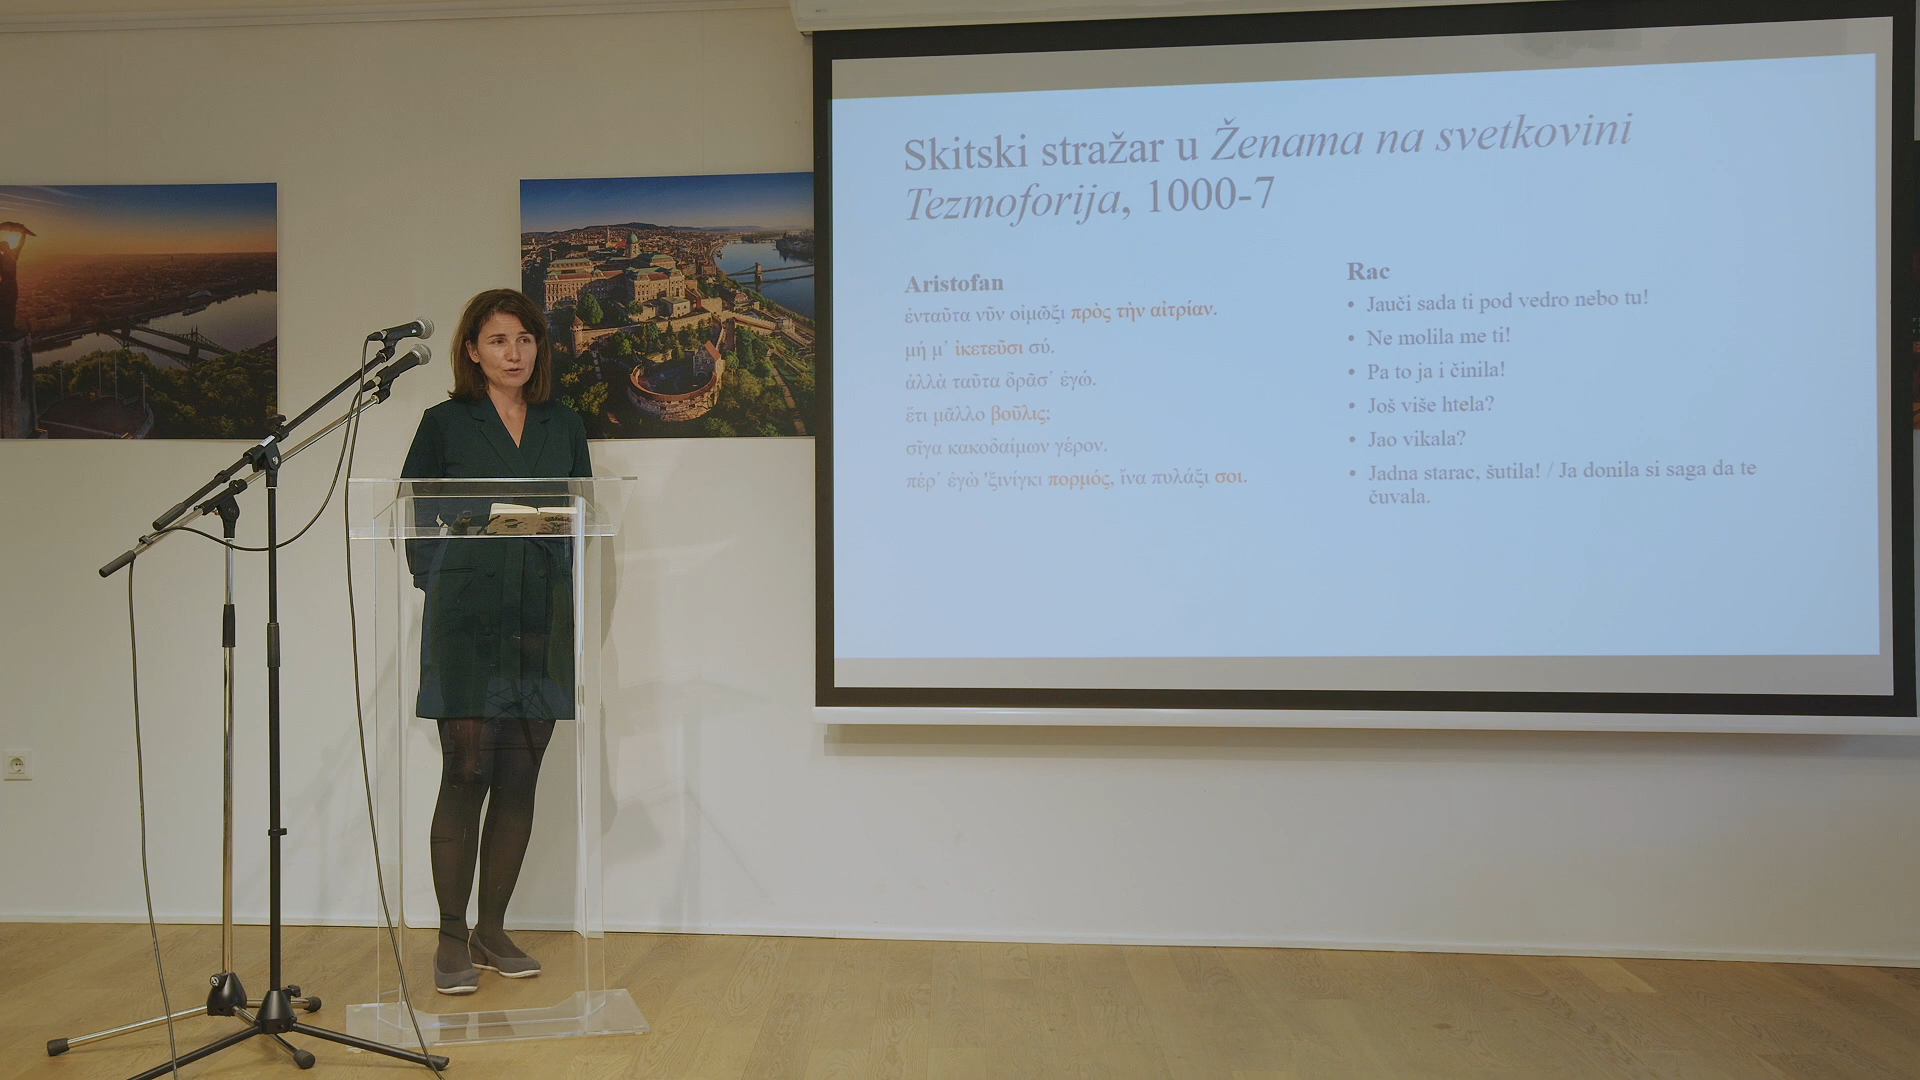 Skitski stražar u Ženama na svetkovini
Tezmoforija, 1000-7
Aristofan
ἐνταῦτα νῦν οἰμῶξι πρὸς τὴν αἰτρίαν.
μή μ᾽ ἱκετεῦσι σύ.
ἀλλὰ ταῦτα δρᾶσ᾽ ἐγώ.
ἔτι μᾶλλο βοῦλις;
σῖγα κακοδαίμων γέρον.
πέρ᾽ ἐγὼ 'ξινίγκι πορμός, ἵνα πυλάξι σοι.
Rac
• Jauči sada ti pod vedro nebo tu!
• Ne molila me ti!
• Pa to ja i činila!
• Još više htela?
• Jao vikala?
• Jadna starac, šutila! / Ja donila si saga da te
čuvala.